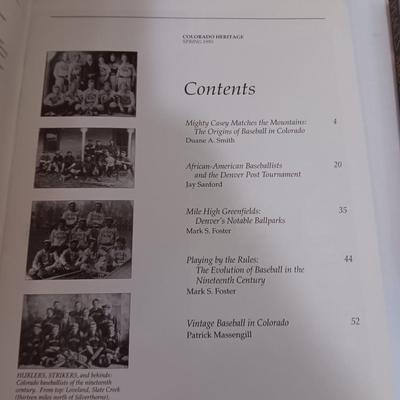 COLORADO HERITAGE
Contents
Mighty Casey Matches the Mountains: 4
The Origins of Baseball in Colorado
Duane A. Smith
African-American Baseballists 20
and the Denver Post Tournament
Jay Sanford
Mile High Greenfields: 35
Denver's Notable Ballparks
Mark S. Foster
Playing by the Rules: 44
The Evolution of Baseball in the
Nineteenth Century
Mark S. Foster
Vintage Baseball in Colorado 52
Patrick Massengill
HURLERS, STRIKERS, and behinds:
Colorado baseballists of the nineteenth
century. From top: Loveland, Slate Creek
(thirteen miles north of Silverthorne),